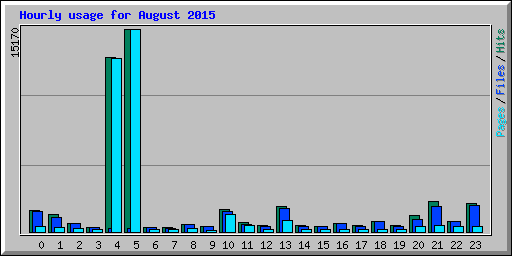 Hourly usage for August 2015
15170
Pages/Files/Hits
0 1 2 3 4 5 6 7 8 9 10 11 12 13 14 15 16 17 18 19 20 21 22 23